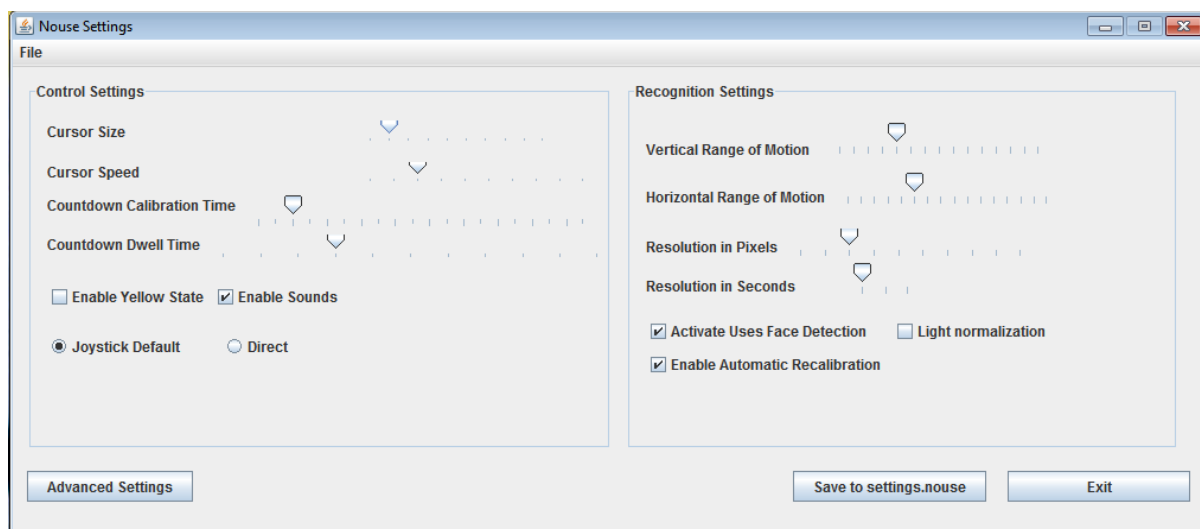 Nouse Settings
File
Control Settings
Cursor Size
Cursor Speed
Countdown Calibration Time
Countdown Dwell Time
Enable Yellow State Enable Sounds
Joystick Default Direct
Recognition Settings
Vertical Range of Motion
Horizontal Range of Motion
Resolution in Pixels
Resolution in Seconds
Activate Uses Face Detection Light normalization
Enable Automatic Recalibration
Advanced Settings Save to settings.nouse Exit